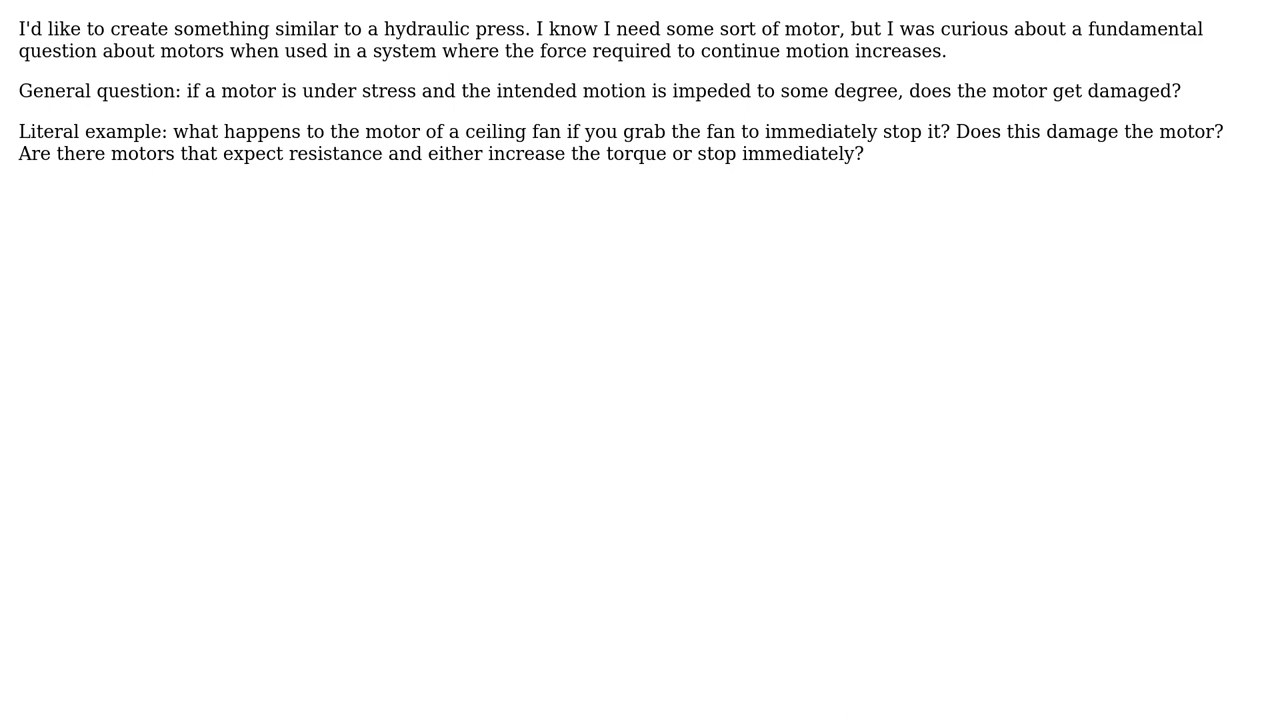 I'd like to create something similar to a hydraulic press. I know I need some sort of motor, but I was curious about a fundamental
question about motors when used in a system where the force required to continue motion increases.
General question: if a motor is under stress and the intended motion is impeded to some degree, does the motor get damaged?
Literal example: what happens to the motor of a ceiling fan if you grab the fan to immediately stop it? Does this damage the motor?
Are there motors that expect resistance and either increase the torque or stop immediately?